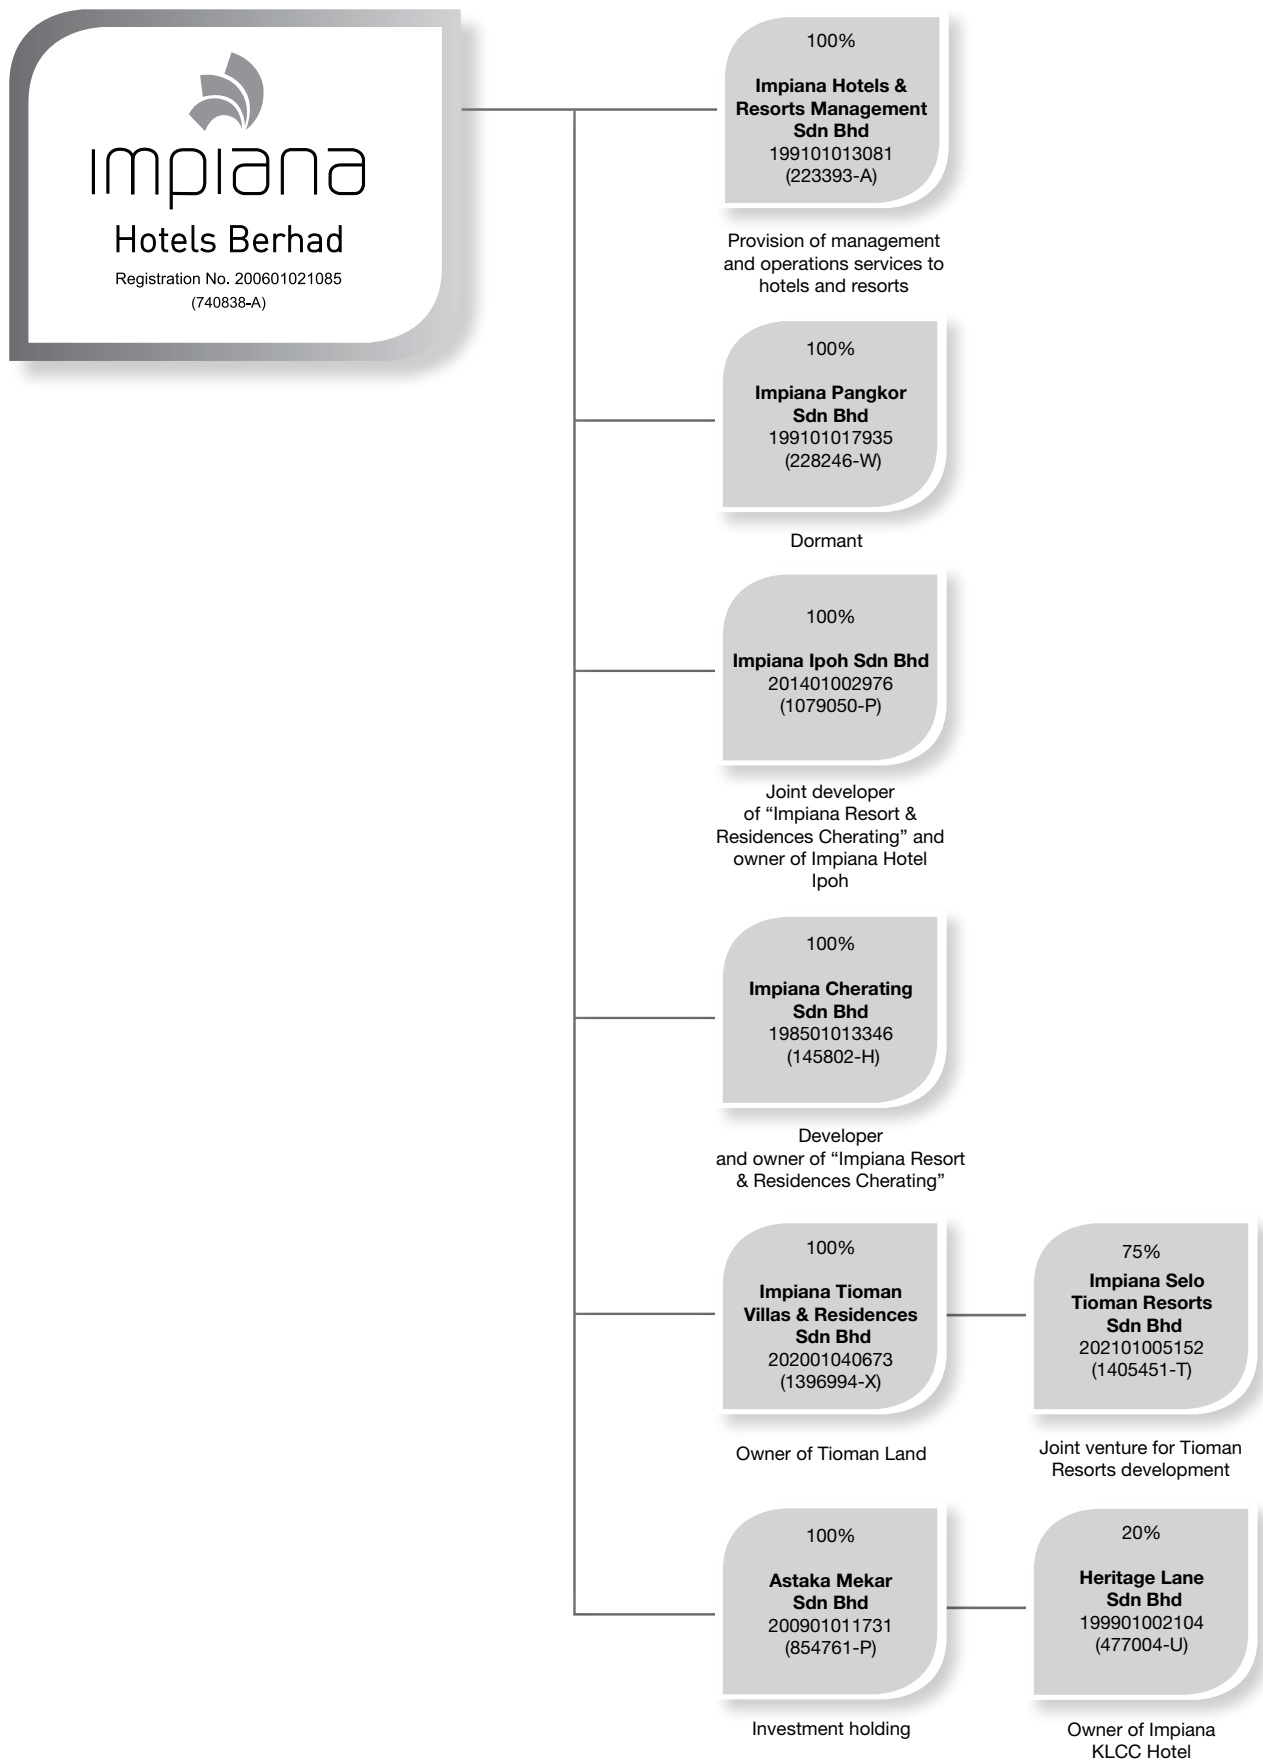 impiana
Hotels Berhad
Registration No. 200601021085
(740838-A)
100%
Impiana Hotels &
Resorts Management
Sdn Bhd
199101013081
(223393-A)
Provision of management
and operations services to
hotels and resorts
100%
Impiana Pangkor
Sdn Bhd
199101017935
(228246-W)
Dormant
100%
Impiana Ipoh Sdn Bhd
201401002976
(1079050-P)
Joint developer
of “Impiana Resort &
Residences Cherating” and
owner of Impiana Hotel
Ipoh
100%
Impiana Cherating
Sdn Bhd
198501013346
(145802-H)
Developer
and owner of “Impiana Resort
& Residences Cherating”
100%
Impiana Tioman
Villas & Residences
Sdn Bhd
202001040673
(1396994-X)
Owner of Tioman Land
75%
Impiana Selo
Tioman Resorts
Sdn Bhd
202101005152
(1405451-T)
Joint venture for Tioman
Resorts development
100%
Astaka Mekar
Sdn Bhd
200901011731
(854761-P)
Investment holding
20%
Heritage Lane
Sdn Bhd
199901002104
(477004-U)
Owner of Impiana
KLCC Hotel